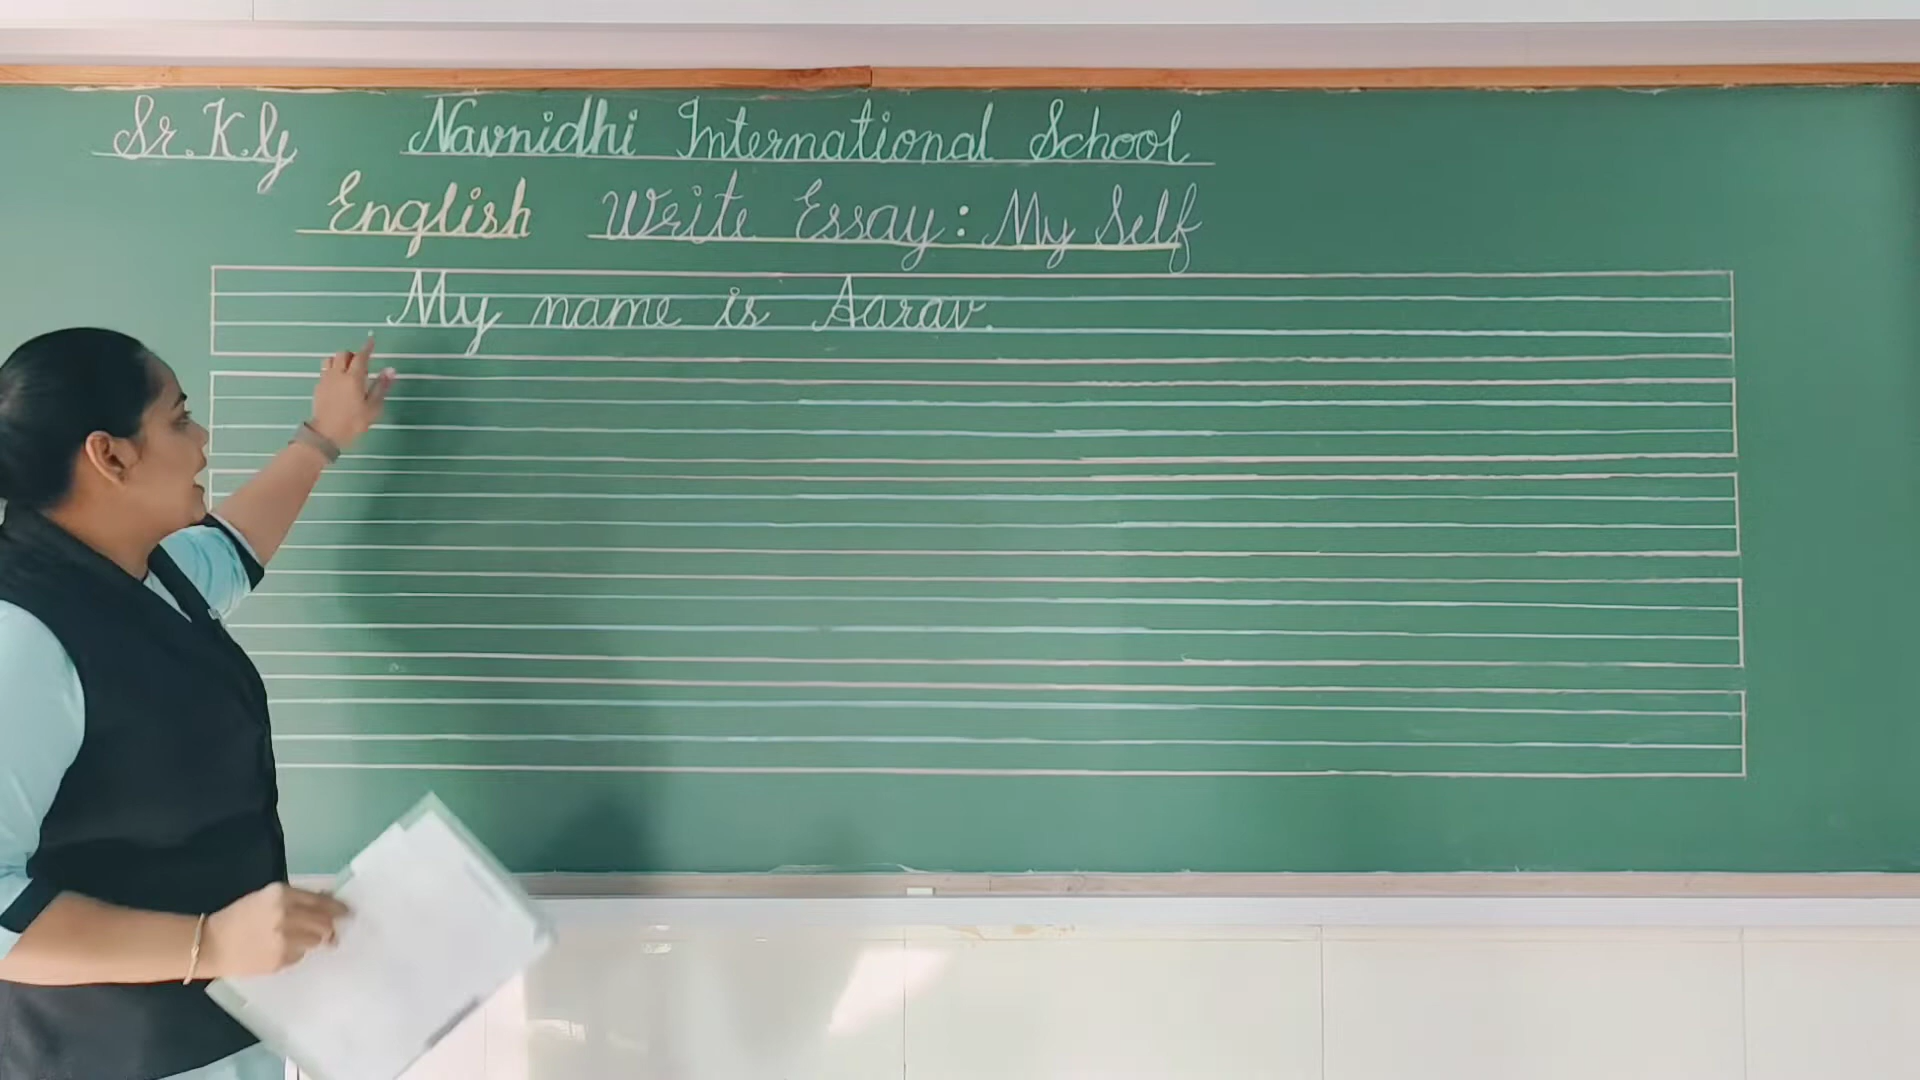 Sr. K.G Navnidhi International School
English Write Essay : My Self
My name is Aarav.